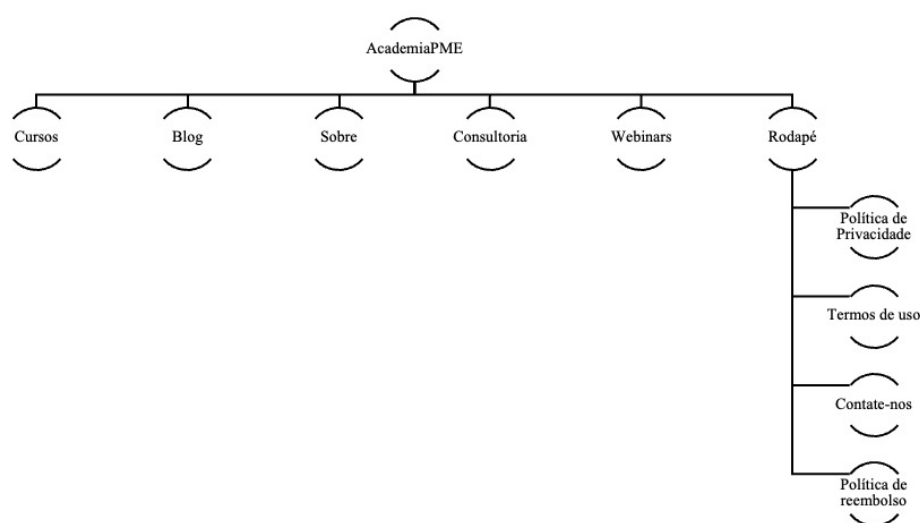 AcademiaPME
Cursos
Blog
Sobre
Consultoria
Webinars
Rodapé
Política de
Privacidade
Termos de uso
Contate-nos
Política de
reembolso